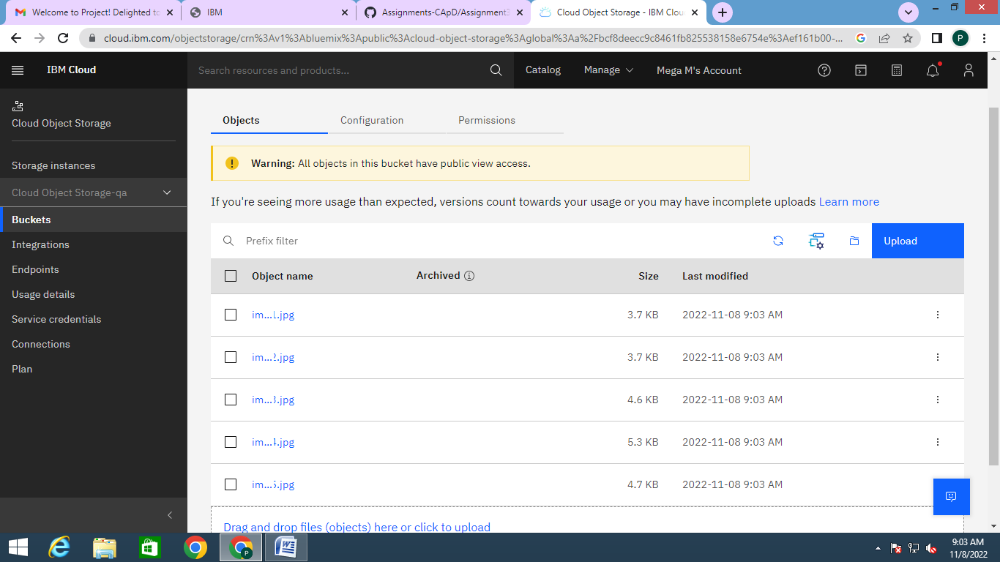 Welcome to Project! Delighted to
IBM
Assignments-CApD/Assignment3
Cloud Object Storage - IBM Clou
P
cloud.ibm.com/objectstorage/crn%3Av1%3Abluemix%3Apublic%3Acloud-object-storage%3Aglobal%3Aa%2Fbcf8deecc9c8461fb825538158e6754e%3Aef161b00-...
IBM Cloud
Search resources and products...
Catalog
Manage
Mega M's Account
Cloud Object Storage
Storage instances
Cloud Object Storage-qa
Buckets
Integrations
Endpoints
Usage details
Service credentials
Connections
Plan
Objects
Configuration
Permissions
Warning: All objects in this bucket have public view access.
If you're seeing more usage than expected, versions count towards your usage or you may have incomplete uploads Learn more
Prefix filter
Upload
Object name Archived Size Last modified
im...1.jpg 3.7 KB 2022-11-08 9:03 AM
im...2.jpg 3.7 KB 2022-11-08 9:03 AM
im...3.jpg 4.6 KB 2022-11-08 9:03 AM
im...4.jpg 5.3 KB 2022-11-08 9:03 AM
im...5.jpg 4.7 KB 2022-11-08 9:03 AM
Drag and drop files (objects) here or click to upload
9:03 AM
11/8/2022